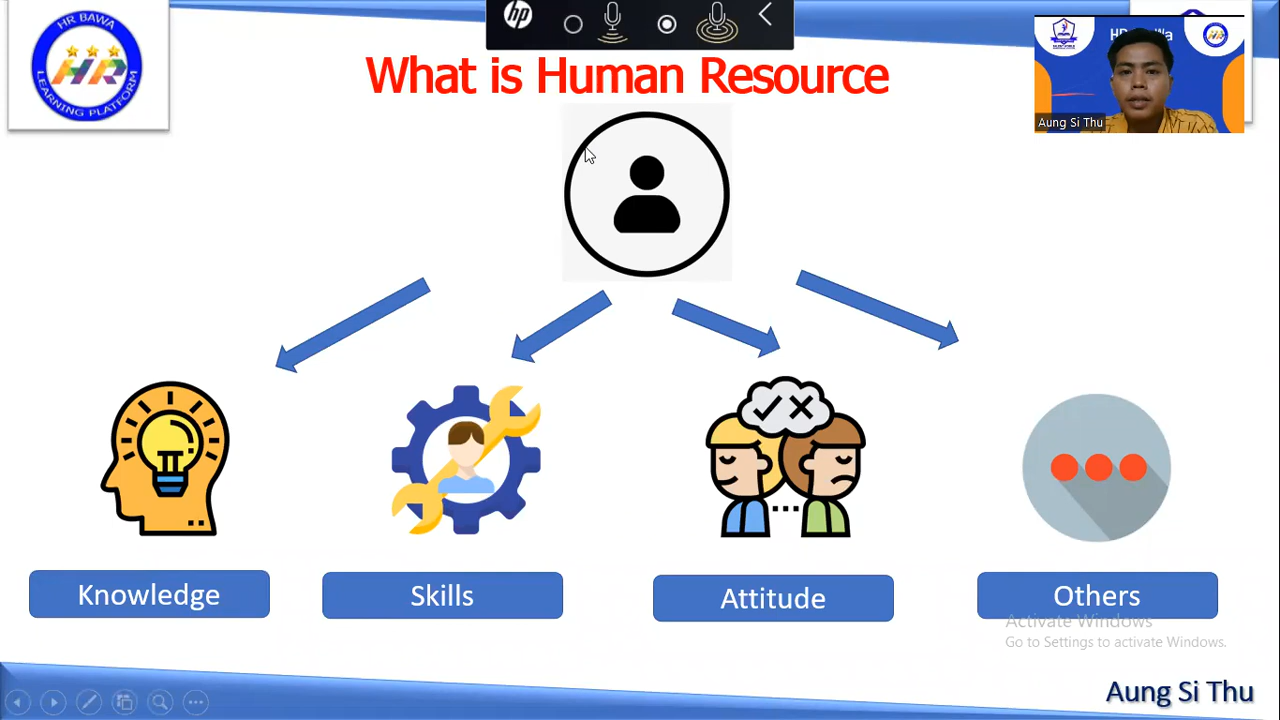 HR BAWA
HR
LEARNING PLATFORM
hp
What is Human Resource
Aung Si Thu
Knowledge
Skills
Attitude
Others
Activate Windows
Go to Settings to activate Windows.
Aung Si Thu